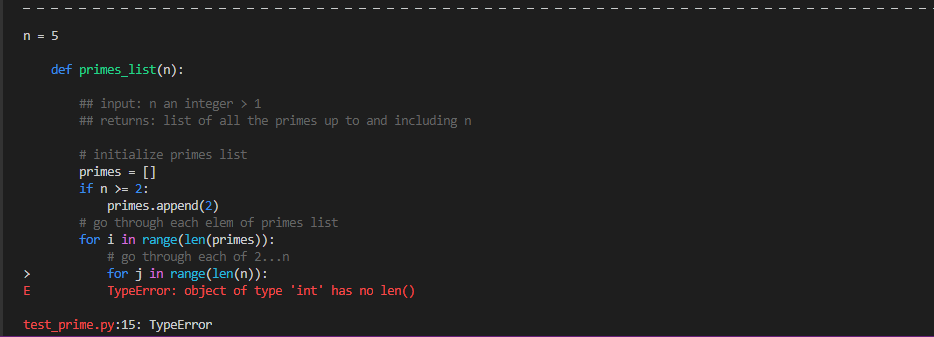 _ _ _ _ _ _ _ _ _ _ _ _ _ _ _ _ _ _ _ _ _ _ _ _ _ _ _ _ _ _ _ _ _ _ _ _ _ _ _ _ _ _ _ _ _ _ _ _ _ _ _ _ _ _ _ _ _ _ _ _ _ _ _ _ _ _
n = 5
    def primes_list(n):
        ## input: n an integer > 1
        ## returns: list of all the primes up to and including n
        # initialize primes list
        primes = []
        if n >= 2:
            primes.append(2)
        # go through each elem of primes list
        for i in range(len(primes)):
            # go through each of 2...n
>           for j in range(len(n)):
E           TypeError: object of type 'int' has no len()
test_prime.py:15: TypeError